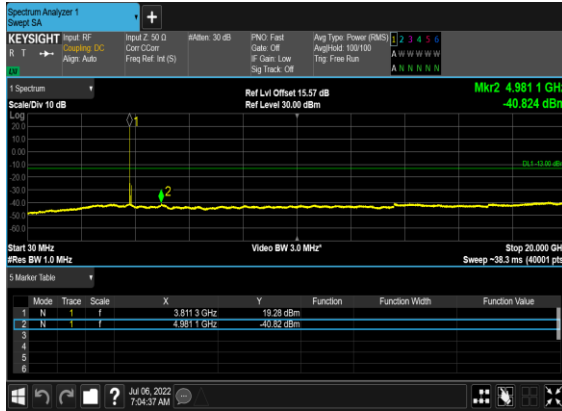 Spectrum Analyzer 1
Swept SA
+
KEYSIGHT Input: RF Input Z: 50 Ω #Atten: 30 dB PNO: Fast Avg Type: Power (RMS) 1 2 3 4 5 6
R T Coupling: DC Corr CCorr Gate: Off Avg|Hold: 100/100 A W W W W W
Align: Auto Freq Ref: Int (S) IF Gain: Low Trig: Free Run
LU Sig Track: Off A N N N N N
1 Spectrum Ref Lvl Offset 15.57 dB Mkr2 4.981 1 GHz
Scale/Div 10 dB Ref Level 30.00 dBm -40.824 dBm
Log
20.0
10.0
0.00
-10.0
-20.0
-30.0
-40.0
-50.0
-60.0
1
DL1 -13.00 dBm
2
Start 30 MHz Video BW 3.0 MHz* Stop 20.000 GHz
#Res BW 1.0 MHz Sweep ~38.3 ms (40001 pts)
5 Marker Table
Mode Trace Scale X Y Function Function Width Function Value
1 N 1 f 3.811 3 GHz 19.28 dBm
2 N 1 f 4.981 1 GHz -40.82 dBm
3
4
5
6
? Jul 06, 2022
7:04:37 AM